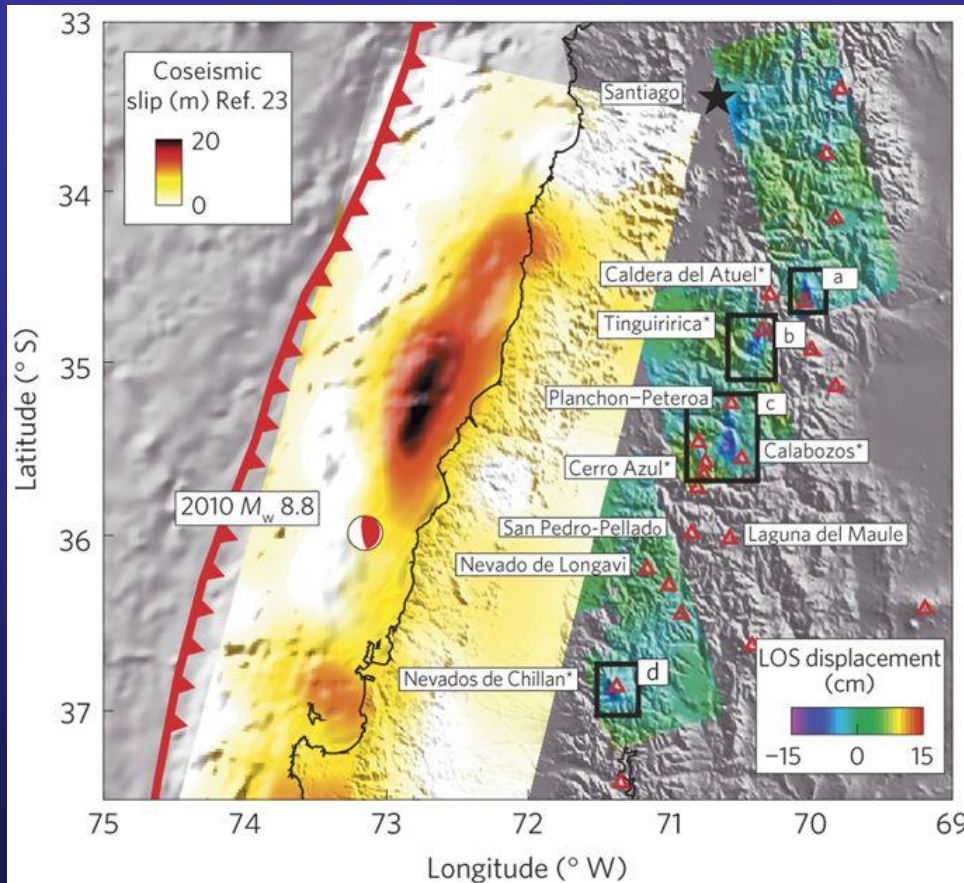 33
34
35
36
37
Latitude (° S)
Coseismic
slip (m) Ref. 23
20
0
Santiago
Caldera del Atuel*
a
Tinguiririca*
b
Planchon–Peteroa
c
Calabozos*
Cerro Azul*
2010 Mw 8.8
San Pedro-Pellado
Laguna del Maule
Nevado de Longavi
Nevados de Chillan*
d
LOS displacement
(cm)
−15 0 15
75 74 73 72 71 70 69
Longitude (° W)